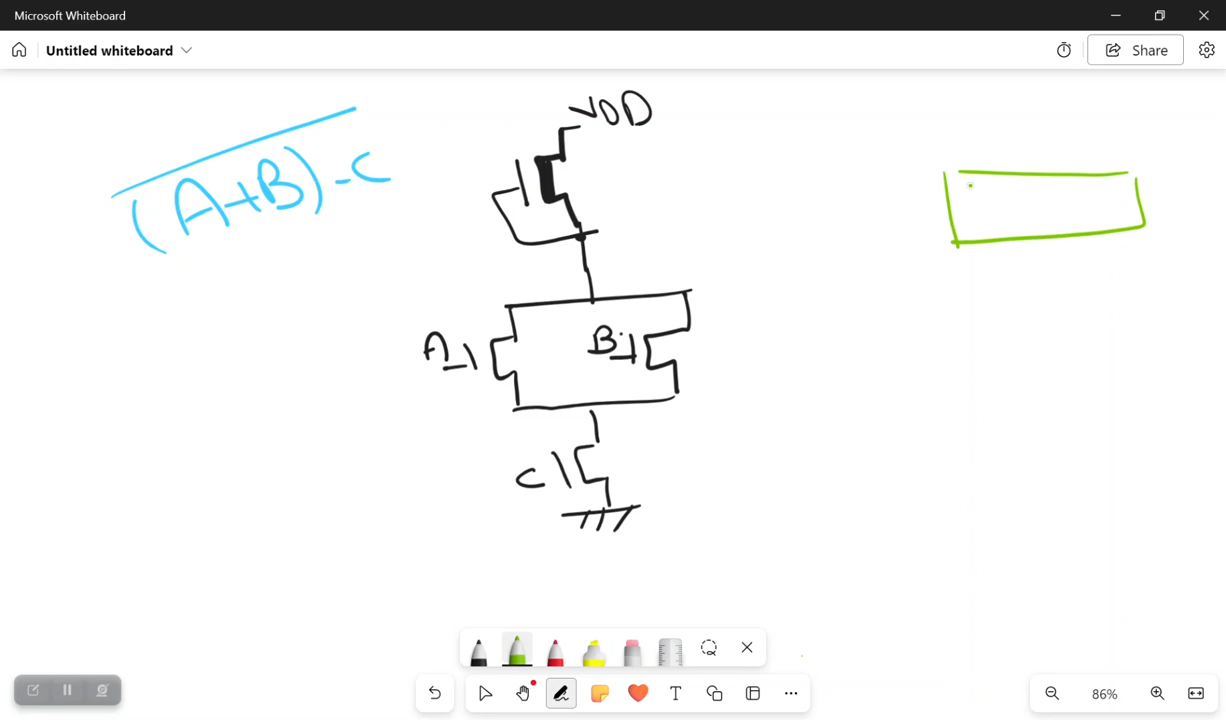 Microsoft Whiteboard
Untitled whiteboard
Share
VDD
(A+B)-C
A
B
C
86%